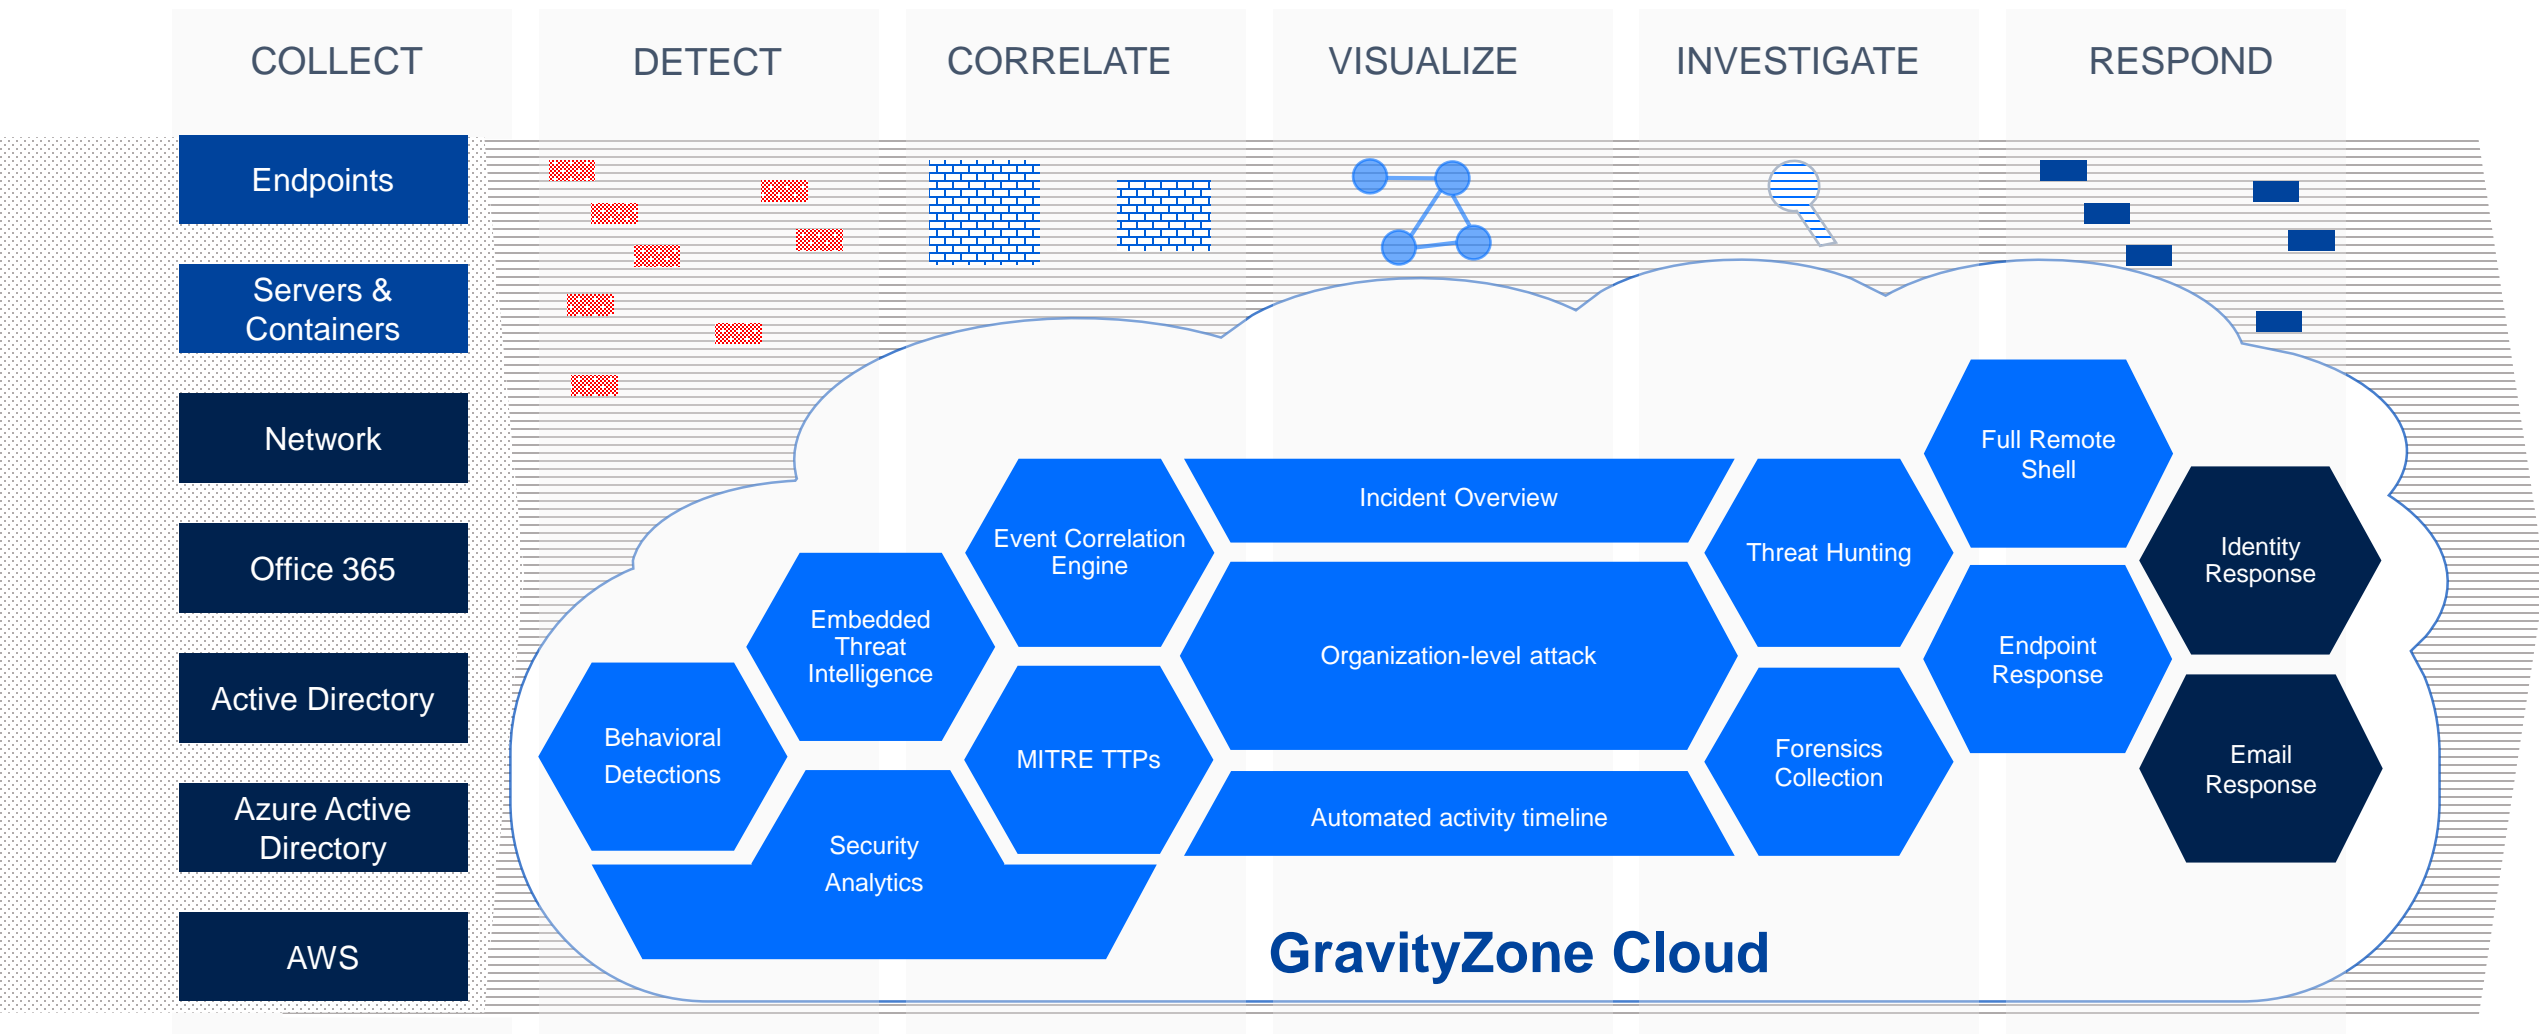 COLLECT
DETECT
CORRELATE
VISUALIZE
INVESTIGATE
RESPOND
Endpoints
Servers &
Containers
Network
Office 365
Active Directory
Azure Active
Directory
AWS
Behavioral
Detections
Embedded
Threat
Intelligence
Security
Analytics
Event Correlation
Engine
MITRE TTPs
Incident Overview
Organization-level attack
Automated activity timeline
Threat Hunting
Forensics
Collection
Full Remote
Shell
Endpoint
Response
Identity
Response
Email
Response
GravityZone Cloud